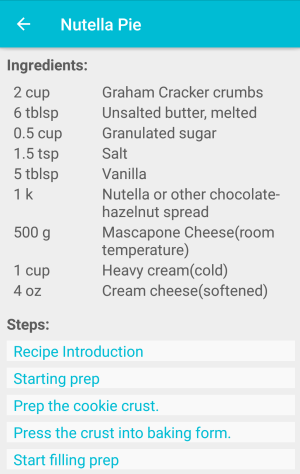 Nutella Pie
Ingredients:
2 cup Graham Cracker crumbs
6 tblsp Unsalted butter, melted
0.5 cup Granulated sugar
1.5 tsp Salt
5 tblsp Vanilla
1 k Nutella or other chocolate-
hazelnut spread
500 g Mascapone Cheese(room
temperature)
1 cup Heavy cream(cold)
4 oz Cream cheese(softened)
Steps:
Recipe Introduction
Starting prep
Prep the cookie crust.
Press the crust into baking form.
Start filling prep